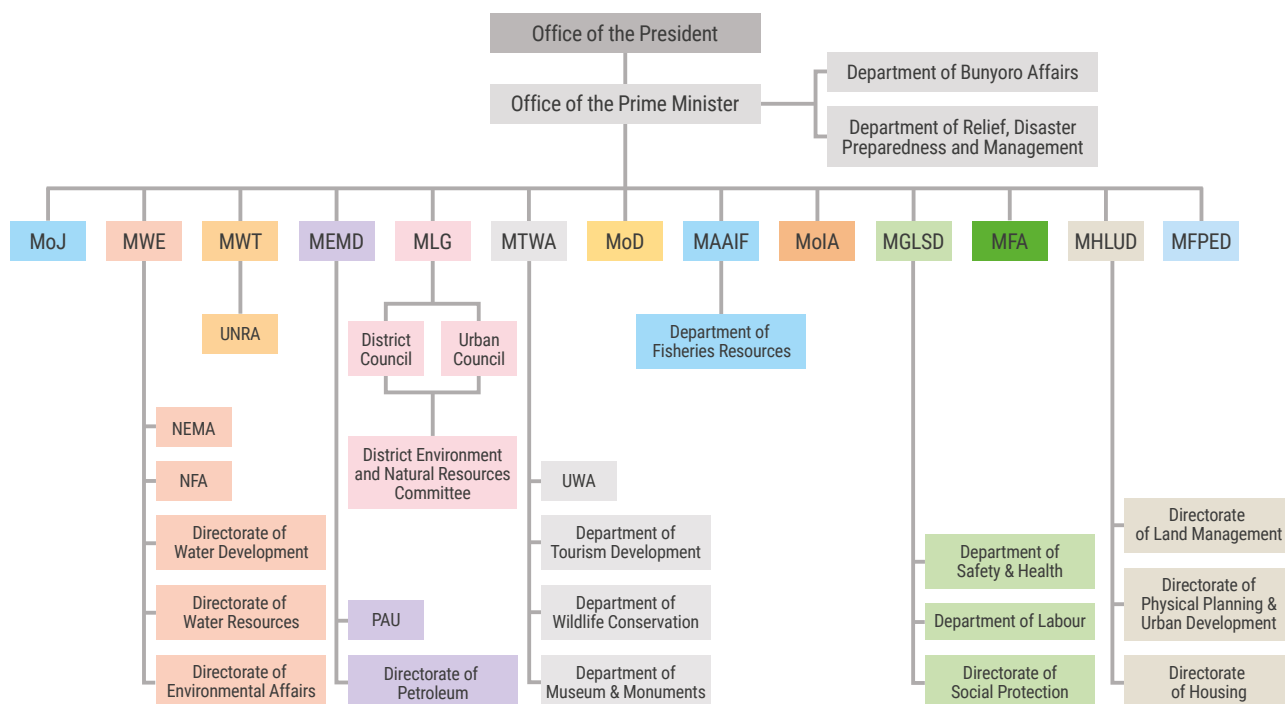 Office of the President
Office of the Prime Minister
Department of Bunyoro Affairs
Department of Relief, Disaster
Preparedness and Management
MoJ
MWE
MWT
MEMD
MLG
MTWA
MoD
MAAIF
MoIA
MGLSD
MFA
MHLUD
MFPED
UNRA
District
Council
Urban
Council
Department of
Fisheries Resources
NEMA
NFA
Directorate of
Water Development
Directorate of
Water Resources
Directorate of
Environmental Affairs
PAU
Directorate of
Petroleum
District Environment
and Natural Resources
Committee
UWA
Department of
Tourism Development
Department of
Wildlife Conservation
Department of
Museum & Monuments
Department of
Safety & Health
Department of Labour
Directorate of
Social Protection
Directorate
of Land Management
Directorate of
Physical Planning &
Urban Development
Directorate
of Housing